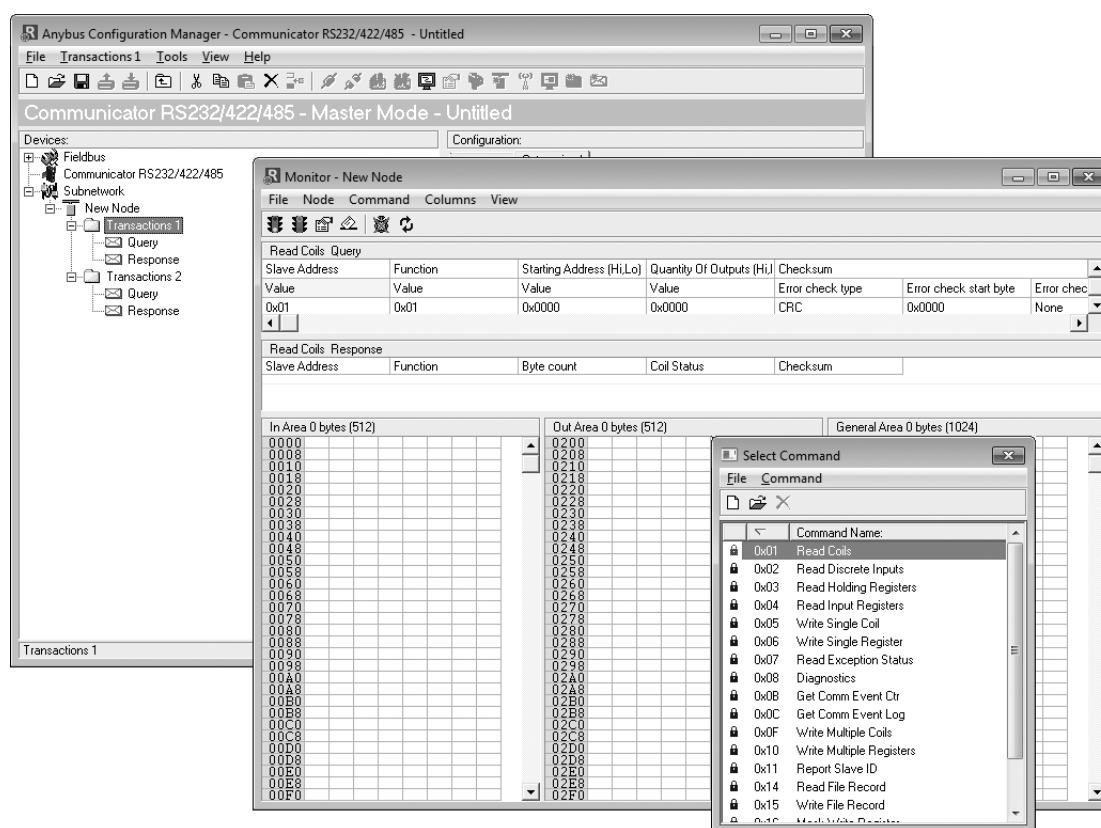 Anybus Configuration Manager - Communicator RS232/422/485 - Untitled
File Transactions 1 Tools View Help
Communicator RS232/422/485 - Master Mode - Untitled
Devices:
Configuration:
Fieldbus
Communicator RS232/422/485
Subnetwork
New Node
Transactions 1
Query
Response
Transactions 2
Query
Response
Transactions 1
Monitor - New Node
File Node Command Columns View
Read Coils Query
Slave Address Function Starting Address (Hi,Lo) Quantity Of Outputs (Hi,l Checksum
Value Value Value Value Error check type Error check start byte Error chec
0x01 0x01 0x0000 0x0000 CRC 0x0000 None
Read Coils Response
Slave Address Function Byte count Coil Status Checksum
In Area 0 bytes (512) Out Area 0 bytes (512) General Area 0 bytes (1024)
0000 0200
0008 0208
0010 0210
0018 0218
0020 0220
0028 0228
0030 0230
0038 0238
0040 0240
0048 0248
0050 0250
0058 0258
0060 0260
0068 0268
0070 0270
0078 0278
0080 0280
0088 0288
0090 0290
0098 0298
00A0 02A0
00A8 02A8
00B0 02B0
00B8 02B8
00C0 02C0
00C8 02C8
00D0 02D0
00D8 02D8
00E0 02E0
00E8 02E8
00F0 02F0
Select Command
File Command
Command Name:
0x01 Read Coils
0x02 Read Discrete Inputs
0x03 Read Holding Registers
0x04 Read Input Registers
0x05 Write Single Coil
0x06 Write Single Register
0x07 Read Exception Status
0x08 Diagnostics
0x0B Get Comm Event Ctr
0x0C Get Comm Event Log
0x0F Write Multiple Coils
0x10 Write Multiple Registers
0x11 Report Slave ID
0x14 Read File Record
0x15 Write File Record
0x16 Mask Write Register